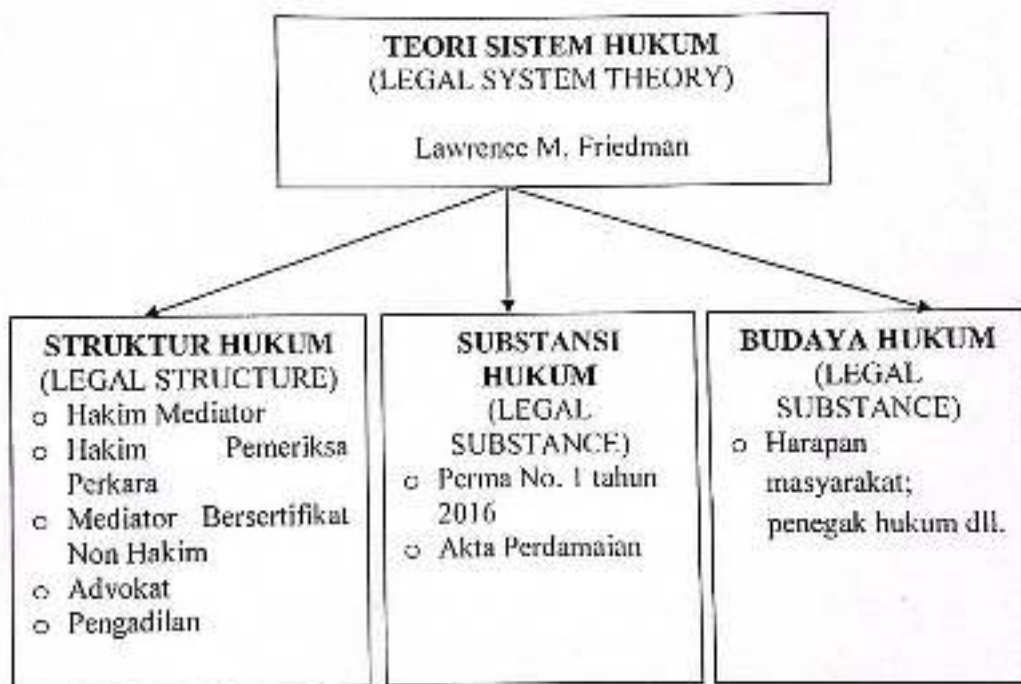 TEORI SISTEM HUKUM
(LEGAL SYSTEM THEORY)
Lawrence M. Friedman
STRUKTUR HUKUM
(LEGAL STRUCTURE)
o Hakim Mediator
o Hakim Pemeriksa
Perkara
o Mediator Bersertifikat
Non Hakim
o Advokat
o Pengadilan
SUBSTANSI
HUKUM
(LEGAL
SUBSTANCE)
o Perma No. 1 tahun
2016
o Akta Perdamaian
BUDAYA HUKUM
(LEGAL
SUBSTANCE)
o Harapan
masyarakat;
penegak hukum dll.